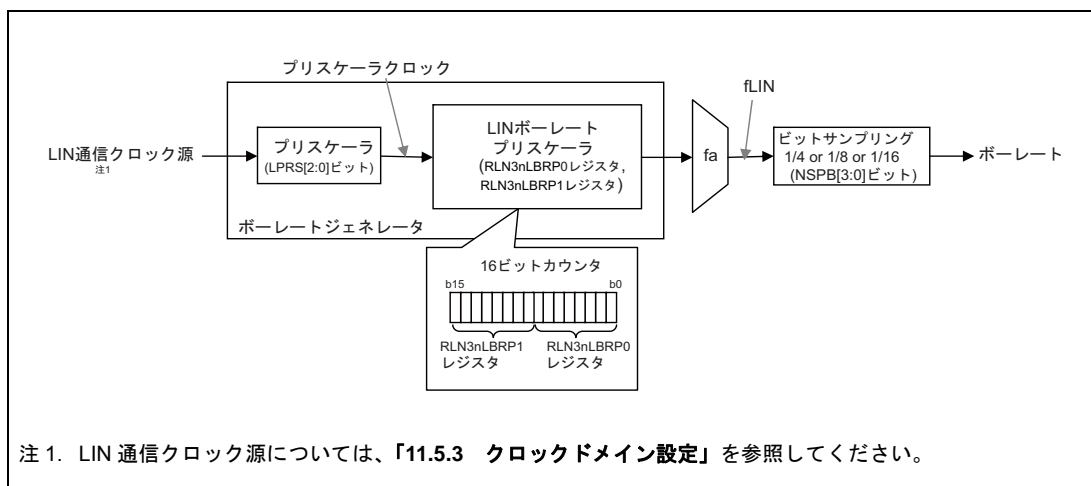 プリスケーラクロック
fLIN
LIN通信クロック源
注1
プリスケーラ
(LPRS[2:0]ビット)
LINボーレート
プリスケーラ
(RLN3nLBRP0レジスタ,
RLN3nLBRP1レジスタ)
fa
ビットサンプリング
1/4 or 1/8 or 1/16
(NSPB[3:0]ビット)
ボーレート
ボーレートジェネレータ
16ビットカウンタ
b15
b0
RLN3nLBRP1
レジスタ
RLN3nLBRP0
レジスタ
注 1. LIN 通信クロック源については、「11.5.3 クロックドメイン設定」を参照してください。